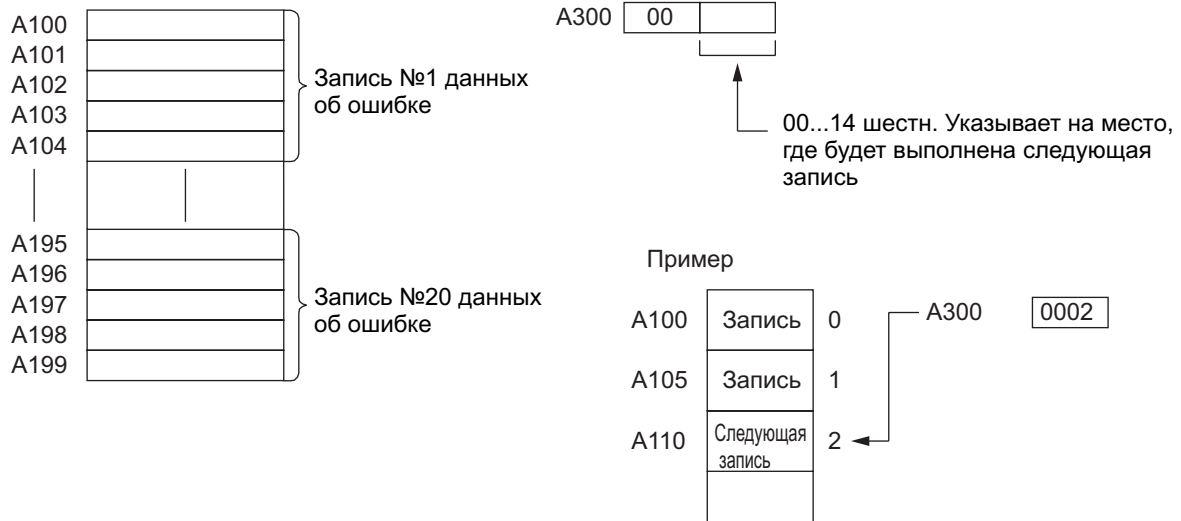 A100
A101
A102
A103
A104
Запись №1 данных
об ошибке
A195
A196
A197
A198
A199
Запись №20 данных
об ошибке
A300 00
00...14 шестн. Указывает на место,
где будет выполнена следующая
запись
Пример
A100 Запись 0
A105 Запись 1
A110 Следующая
запись 2
A300 0002